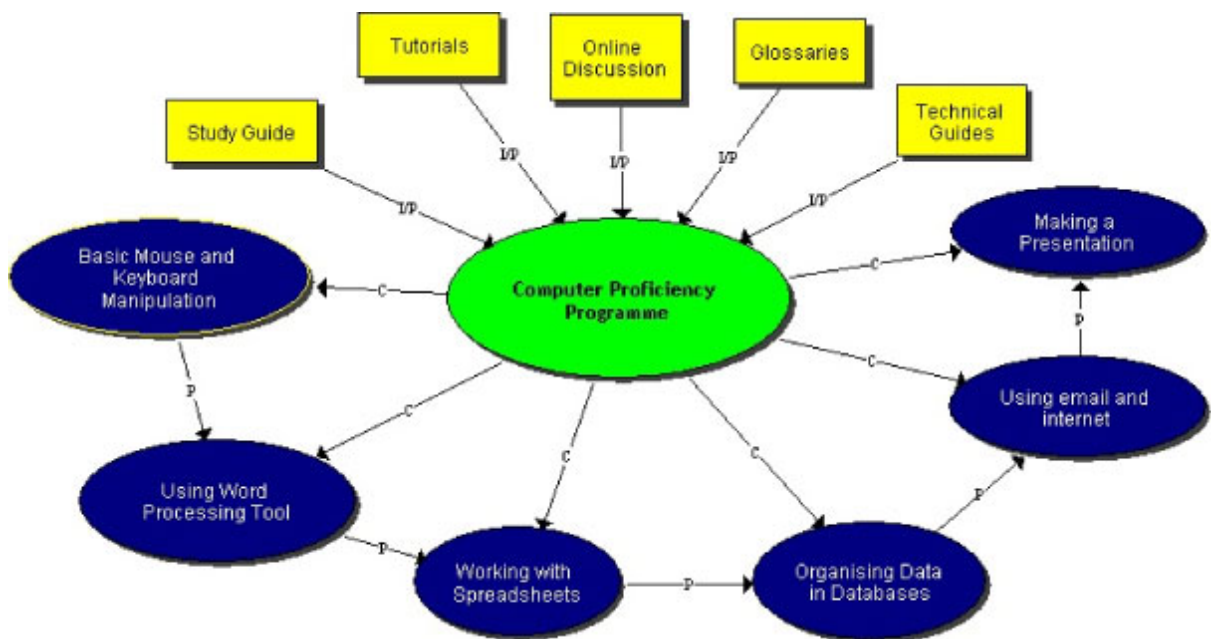 Tutorials
Online
Discussion
Glossaries
Study Guide
Technical
Guides
I/P
I/P
I/P
I/P
I/P
Making a
Presentation
Basic Mouse and
Keyboard
Manipulation
Computer Proficiency
Programme
C
C
P
C
Using email and
internet
P
C
C
C
P
Using Word
Processing Tool
P
Working with
Spreadsheets
P
Organising Data
in Databases